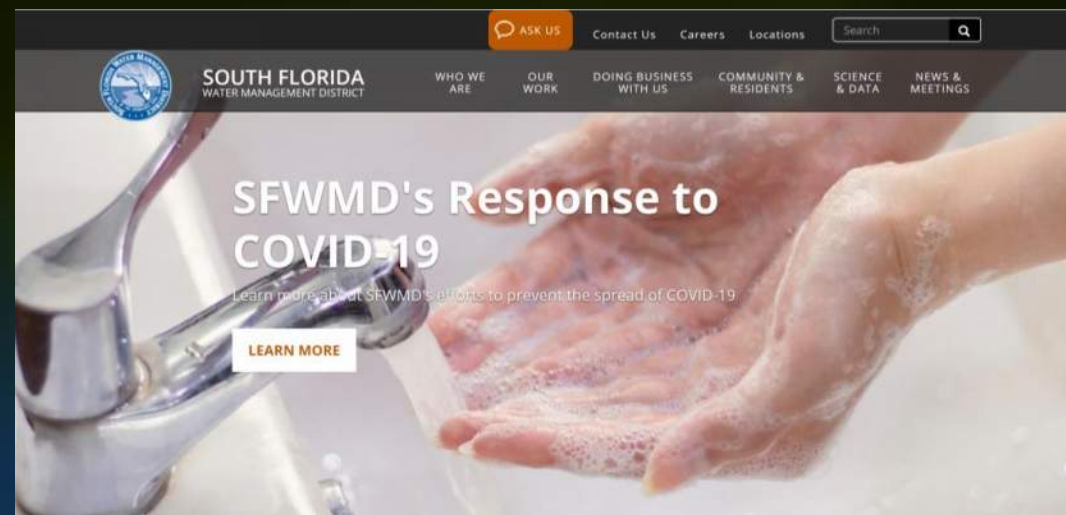 ASK US
Contact Us Careers Locations
Search
SOUTH FLORIDA
WATER MANAGEMENT DISTRICT
WHO WE
ARE
OUR
WORK
DOING BUSINESS
WITH US
COMMUNITY &
RESIDENTS
SCIENCE
& DATA
NEWS &
MEETINGS
SFWMD's Response to
COVID-19
Learn more about SFWMD's efforts to prevent the spread of COVID-19
LEARN MORE